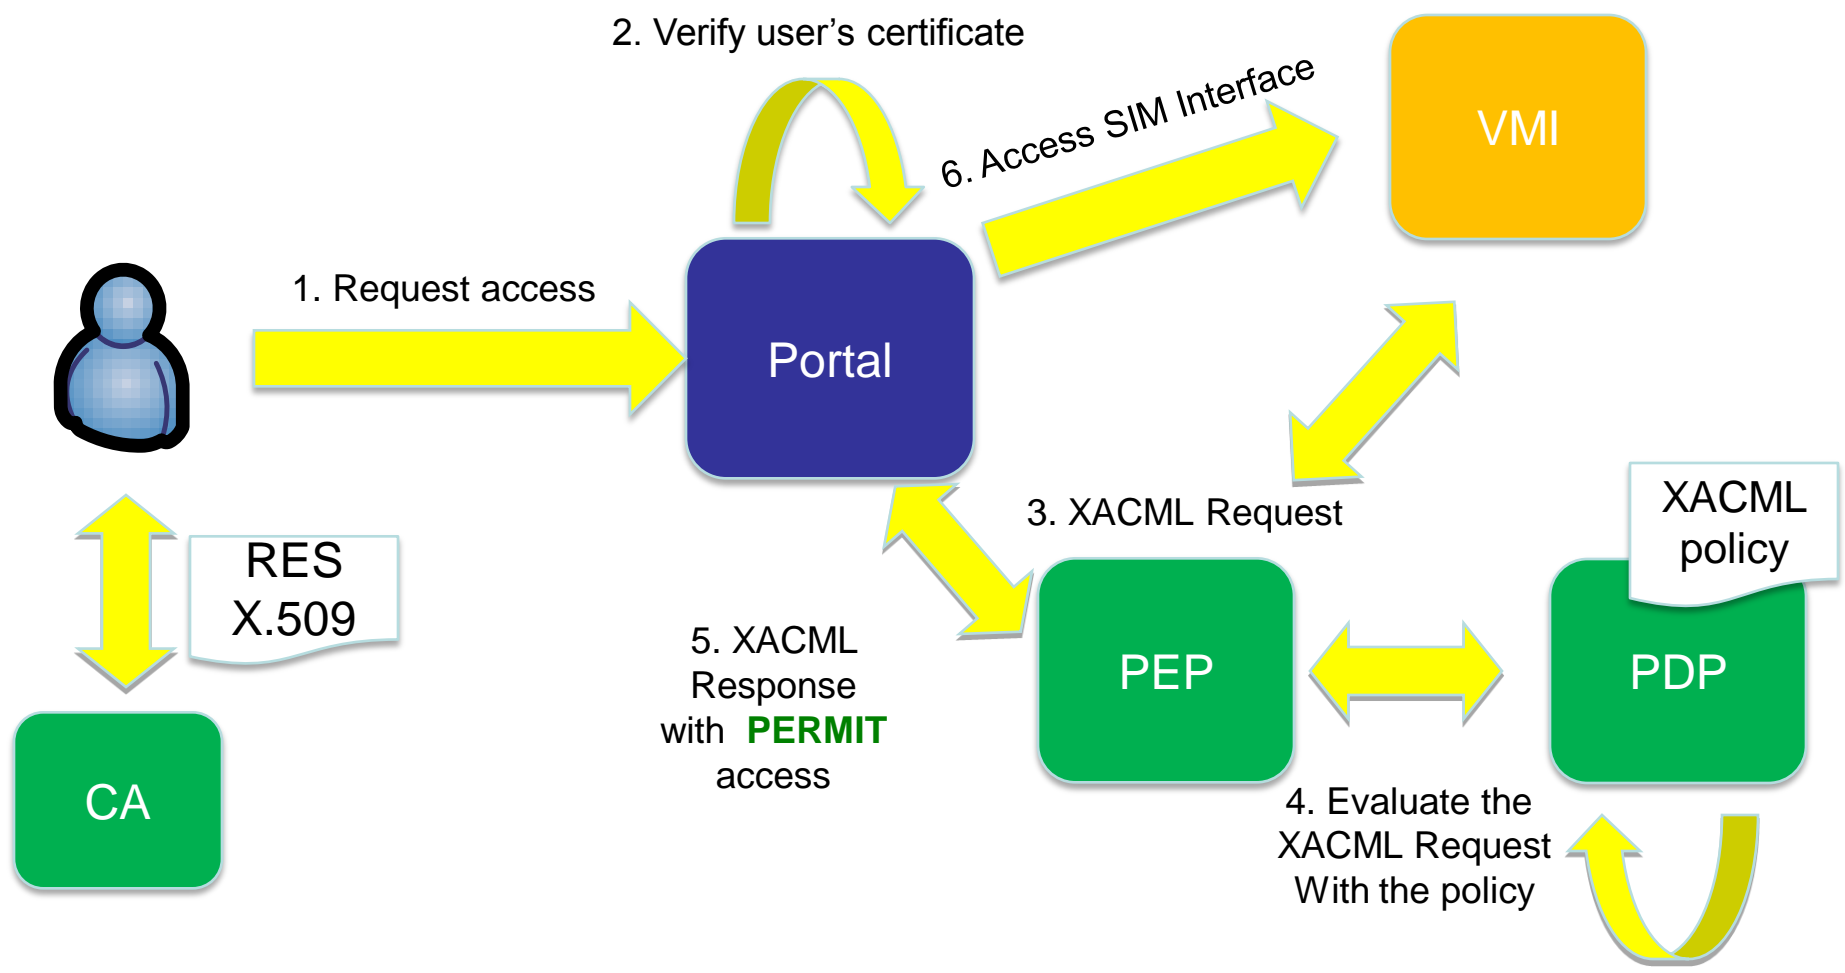 2. Verify user’s certificate
6. Access SIM Interface
VMI
1. Request access
Portal
3. XACML Request
XACML
policy
RES
X.509
5. XACML
Response
with PERMIT
access
PEP
PDP
CA
4. Evaluate the
XACML Request
With the policy